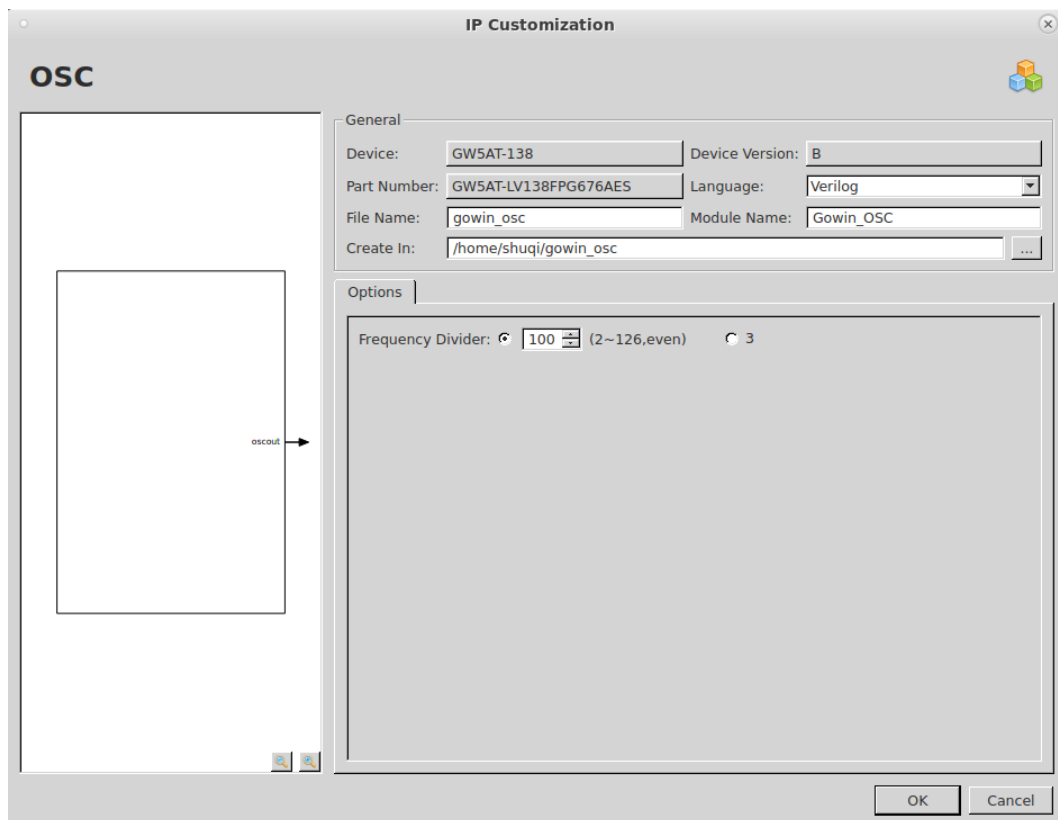 IP Customization
OSC
General
Device: GW5AT-138 Device Version: B
Part Number: GW5AT-LV138FPG676AES Language: Verilog
File Name: gowin_osc Module Name: Gowin_OSC
Create In: /home/shuqi/gowin_osc ...
Options
Frequency Divider: 100 (2~126,even) 3
oscout
OK Cancel